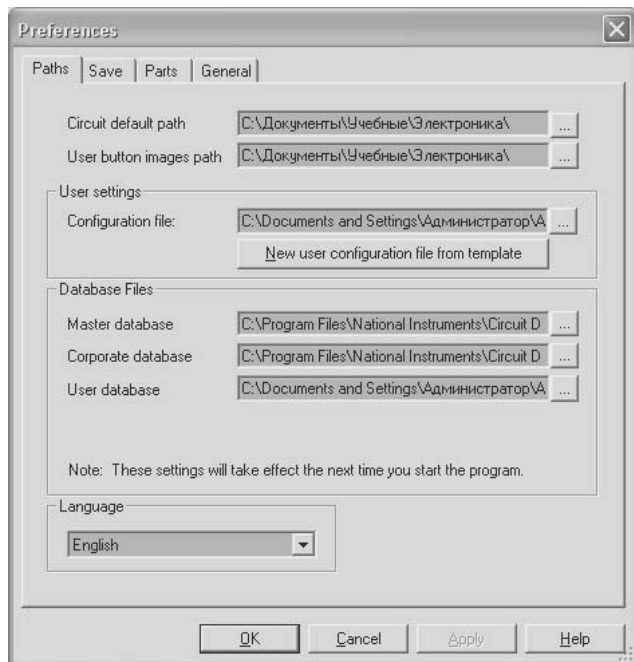 Preferences
Paths Save Parts General
Circuit default path C:\Документы\Учебные\Электроника\ ...
User button images path C:\Документы\Учебные\Электроника\ ...
User settings
Configuration file: C:\Documents and Settings\Администратор\A ...
New user configuration file from template
Database Files
Master database C:\Program Files\National Instruments\Circuit D ...
Corporate database C:\Program Files\National Instruments\Circuit D ...
User database C:\Documents and Settings\Администратор\A ...
Note: These settings will take effect the next time you start the program.
Language
English
OK Cancel Apply Help